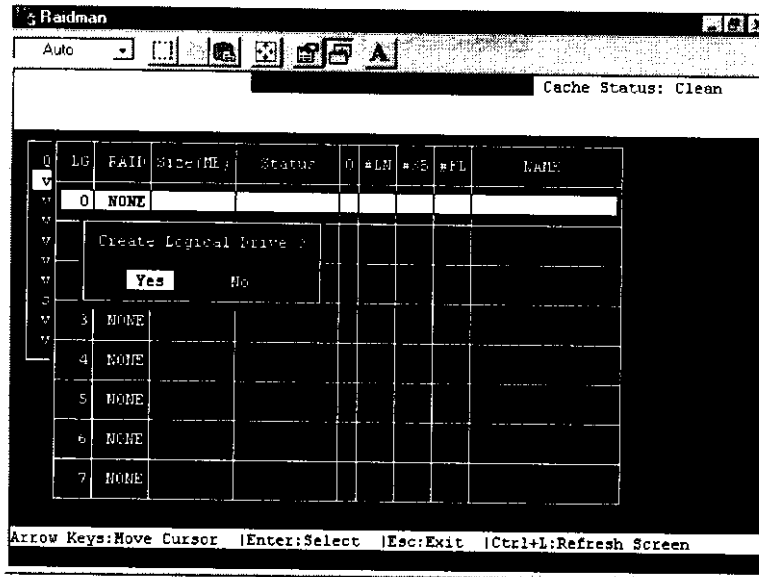 Raidman
Auto A
Cache Status: Clean
Q LG RAID Size(MB) Status O #LN #SB #FL NAME
v
v 0 NONE
v
v Create Logical Drive ?
v
v Yes No
S
v 3 NONE
v
4 NONE
5 NONE
6 NONE
7 NONE
Arrow Keys:Move Cursor |Enter:Select |Esc:Exit |Ctrl+L:Refresh Screen